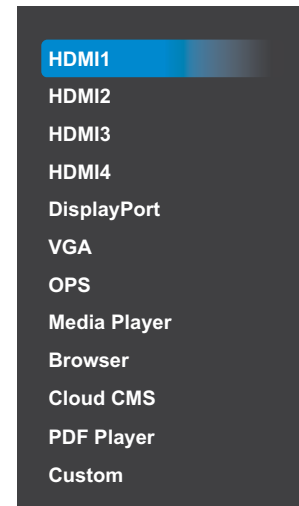 HDMI1
HDMI2
HDMI3
HDMI4
DisplayPort
VGA
OPS
Media Player
Browser
Cloud CMS
PDF Player
Custom